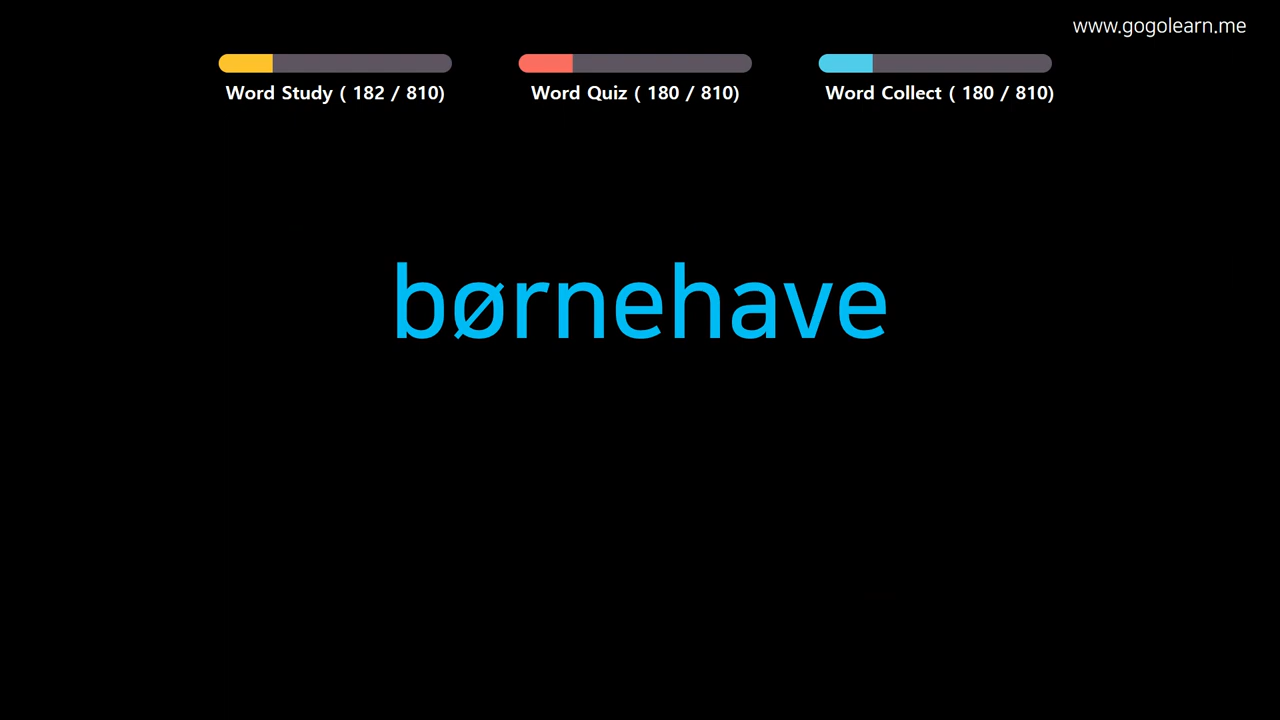 www.gogolearn.me
Word Study ( 182 / 810)
Word Quiz ( 180 / 810)
Word Collect ( 180 / 810)
børnehave